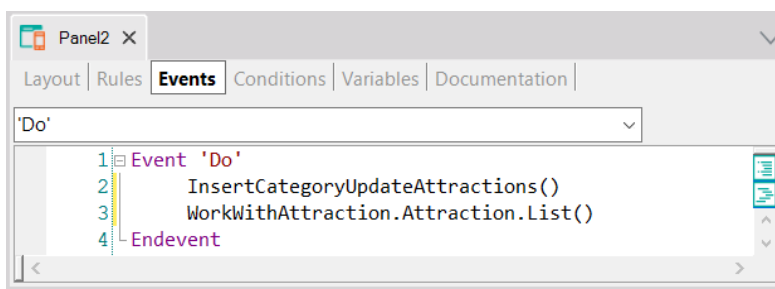 Panel2
Layout Rules Events Conditions Variables Documentation
'Do'
1 Event 'Do'
2 InsertCategoryUpdateAttractions()
3 WorkWithAttraction.Attraction.List()
4 Endevent